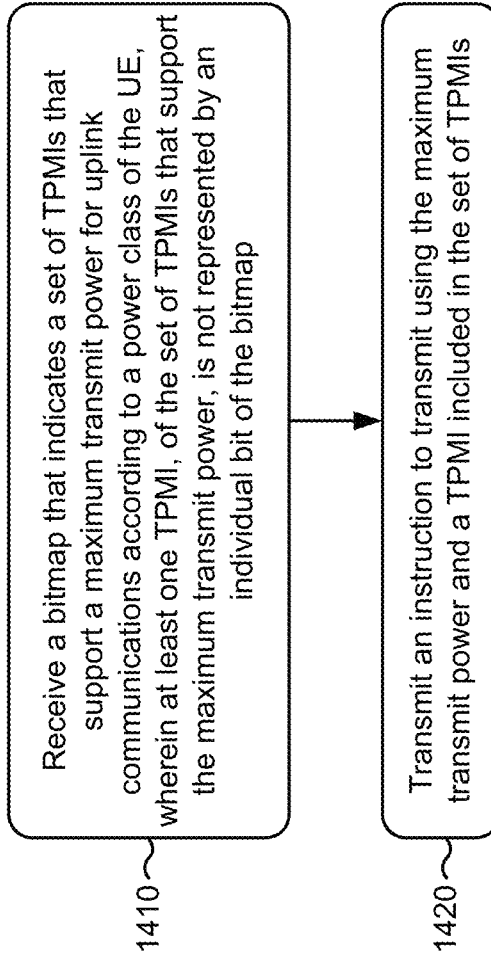 1410
Receive a bitmap that indicates a set of TPMIs that
support a maximum transmit power for uplink
communications according to a power class of the UE,
wherein at least one TPMI, of the set of TPMIs that support
the maximum transmit power, is not represented by an
individual bit of the bitmap
1420
Transmit an instruction to transmit using the maximum
transmit power and a TPMI included in the set of TPMIs